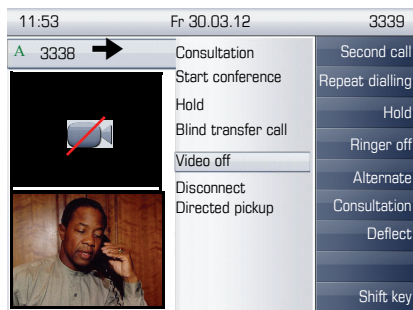 11:53 Fr 30.03.12 3339
A 3338
Consultation
Start conference
Hold
Blind transfer call
Video off
Disconnect
Directed pickup
Second call
Repeat dialling
Hold
Ringer off
Alternate
Consultation
Deflect
Shift key